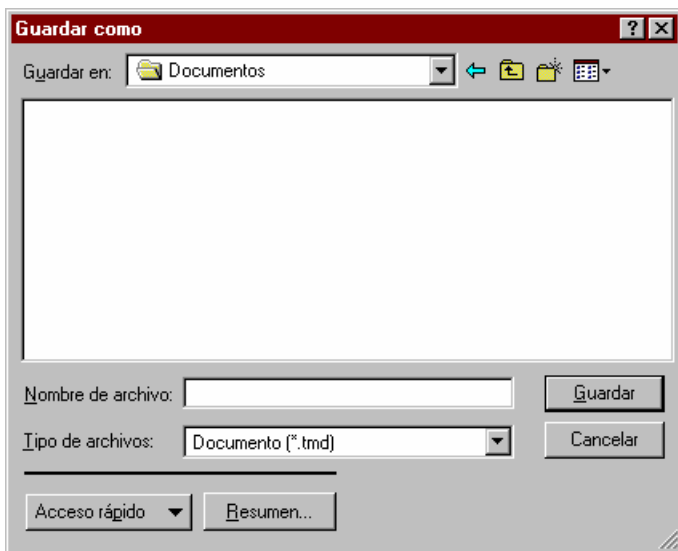 Guardar como
Guardar en: Documentos
Nombre de archivo:
Guardar
Tipo de archivos: Documento (*.tmd)
Cancelar
Acceso rápido
Resumen...